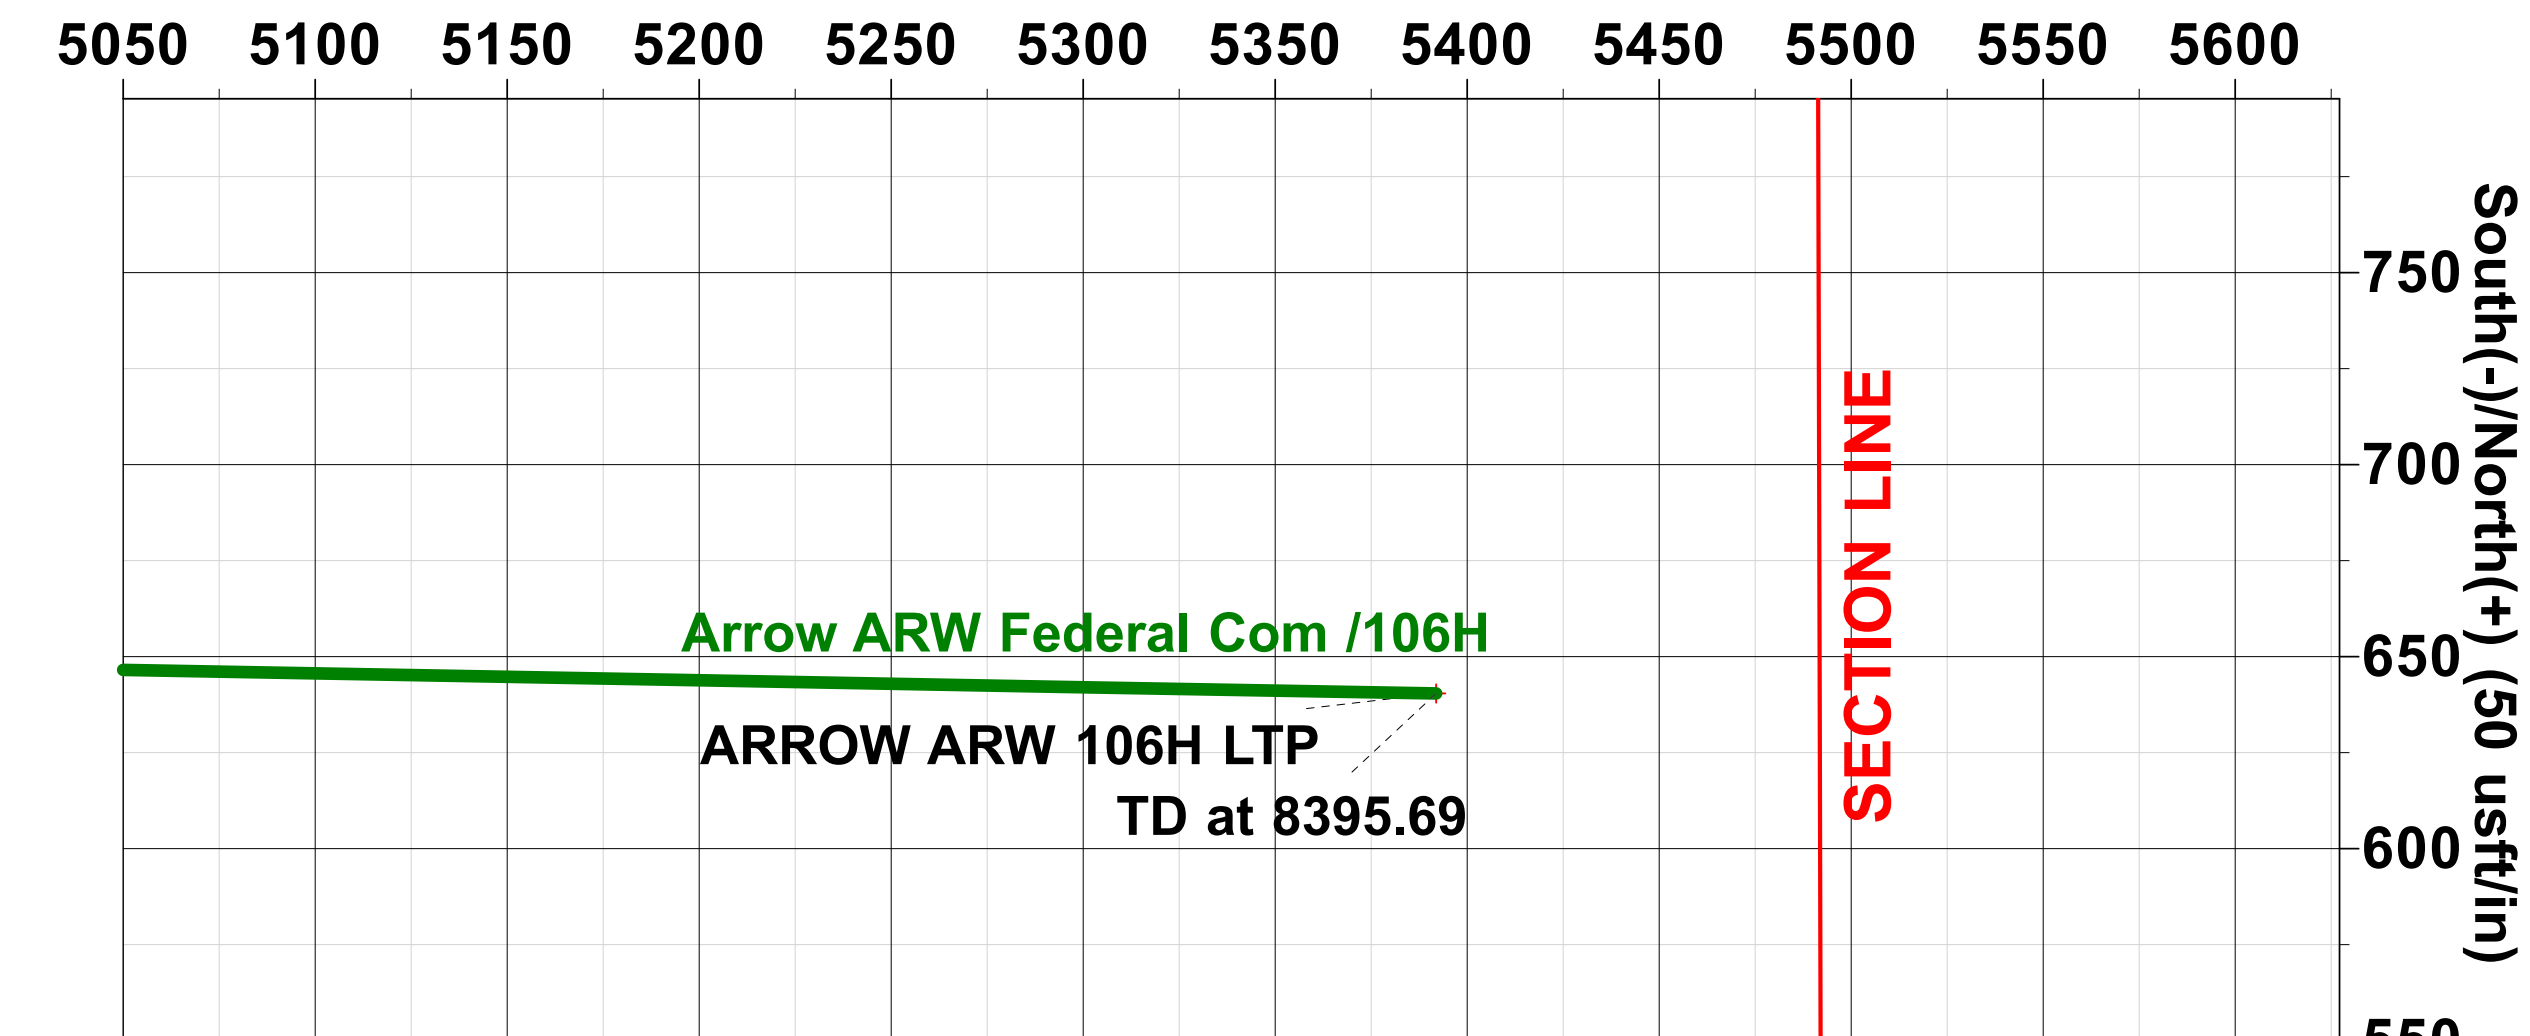 5050 5100 5150 5200 5250 5300 5350 5400 5450 5500 5550 5600
750
700
650
600
550
South(-)/North(+) (50 usft/in)
SECTION LINE
Arrow ARW Federal Com /106H
ARROW ARW 106H LTP
TD at 8395.69